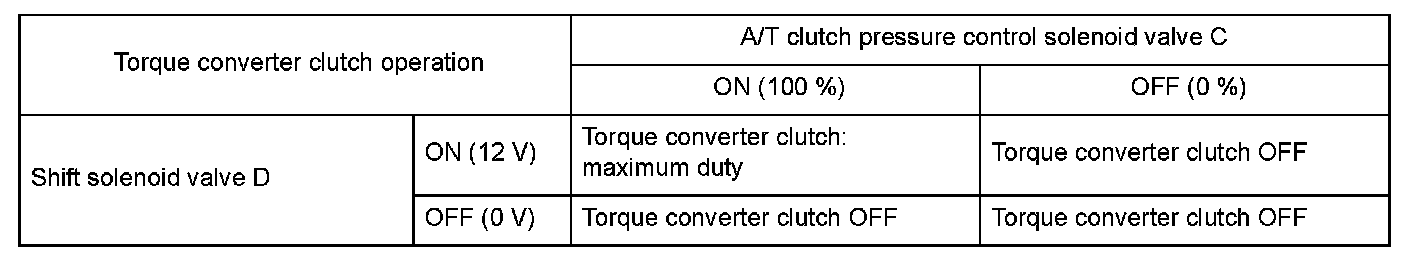 Torque converter clutch operation
A/T clutch pressure control solenoid valve C
ON (100 %)
OFF (0 %)
Shift solenoid valve D
ON (12 V)
Torque converter clutch:
maximum duty
Torque converter clutch OFF
OFF (0 V)
Torque converter clutch OFF
Torque converter clutch OFF